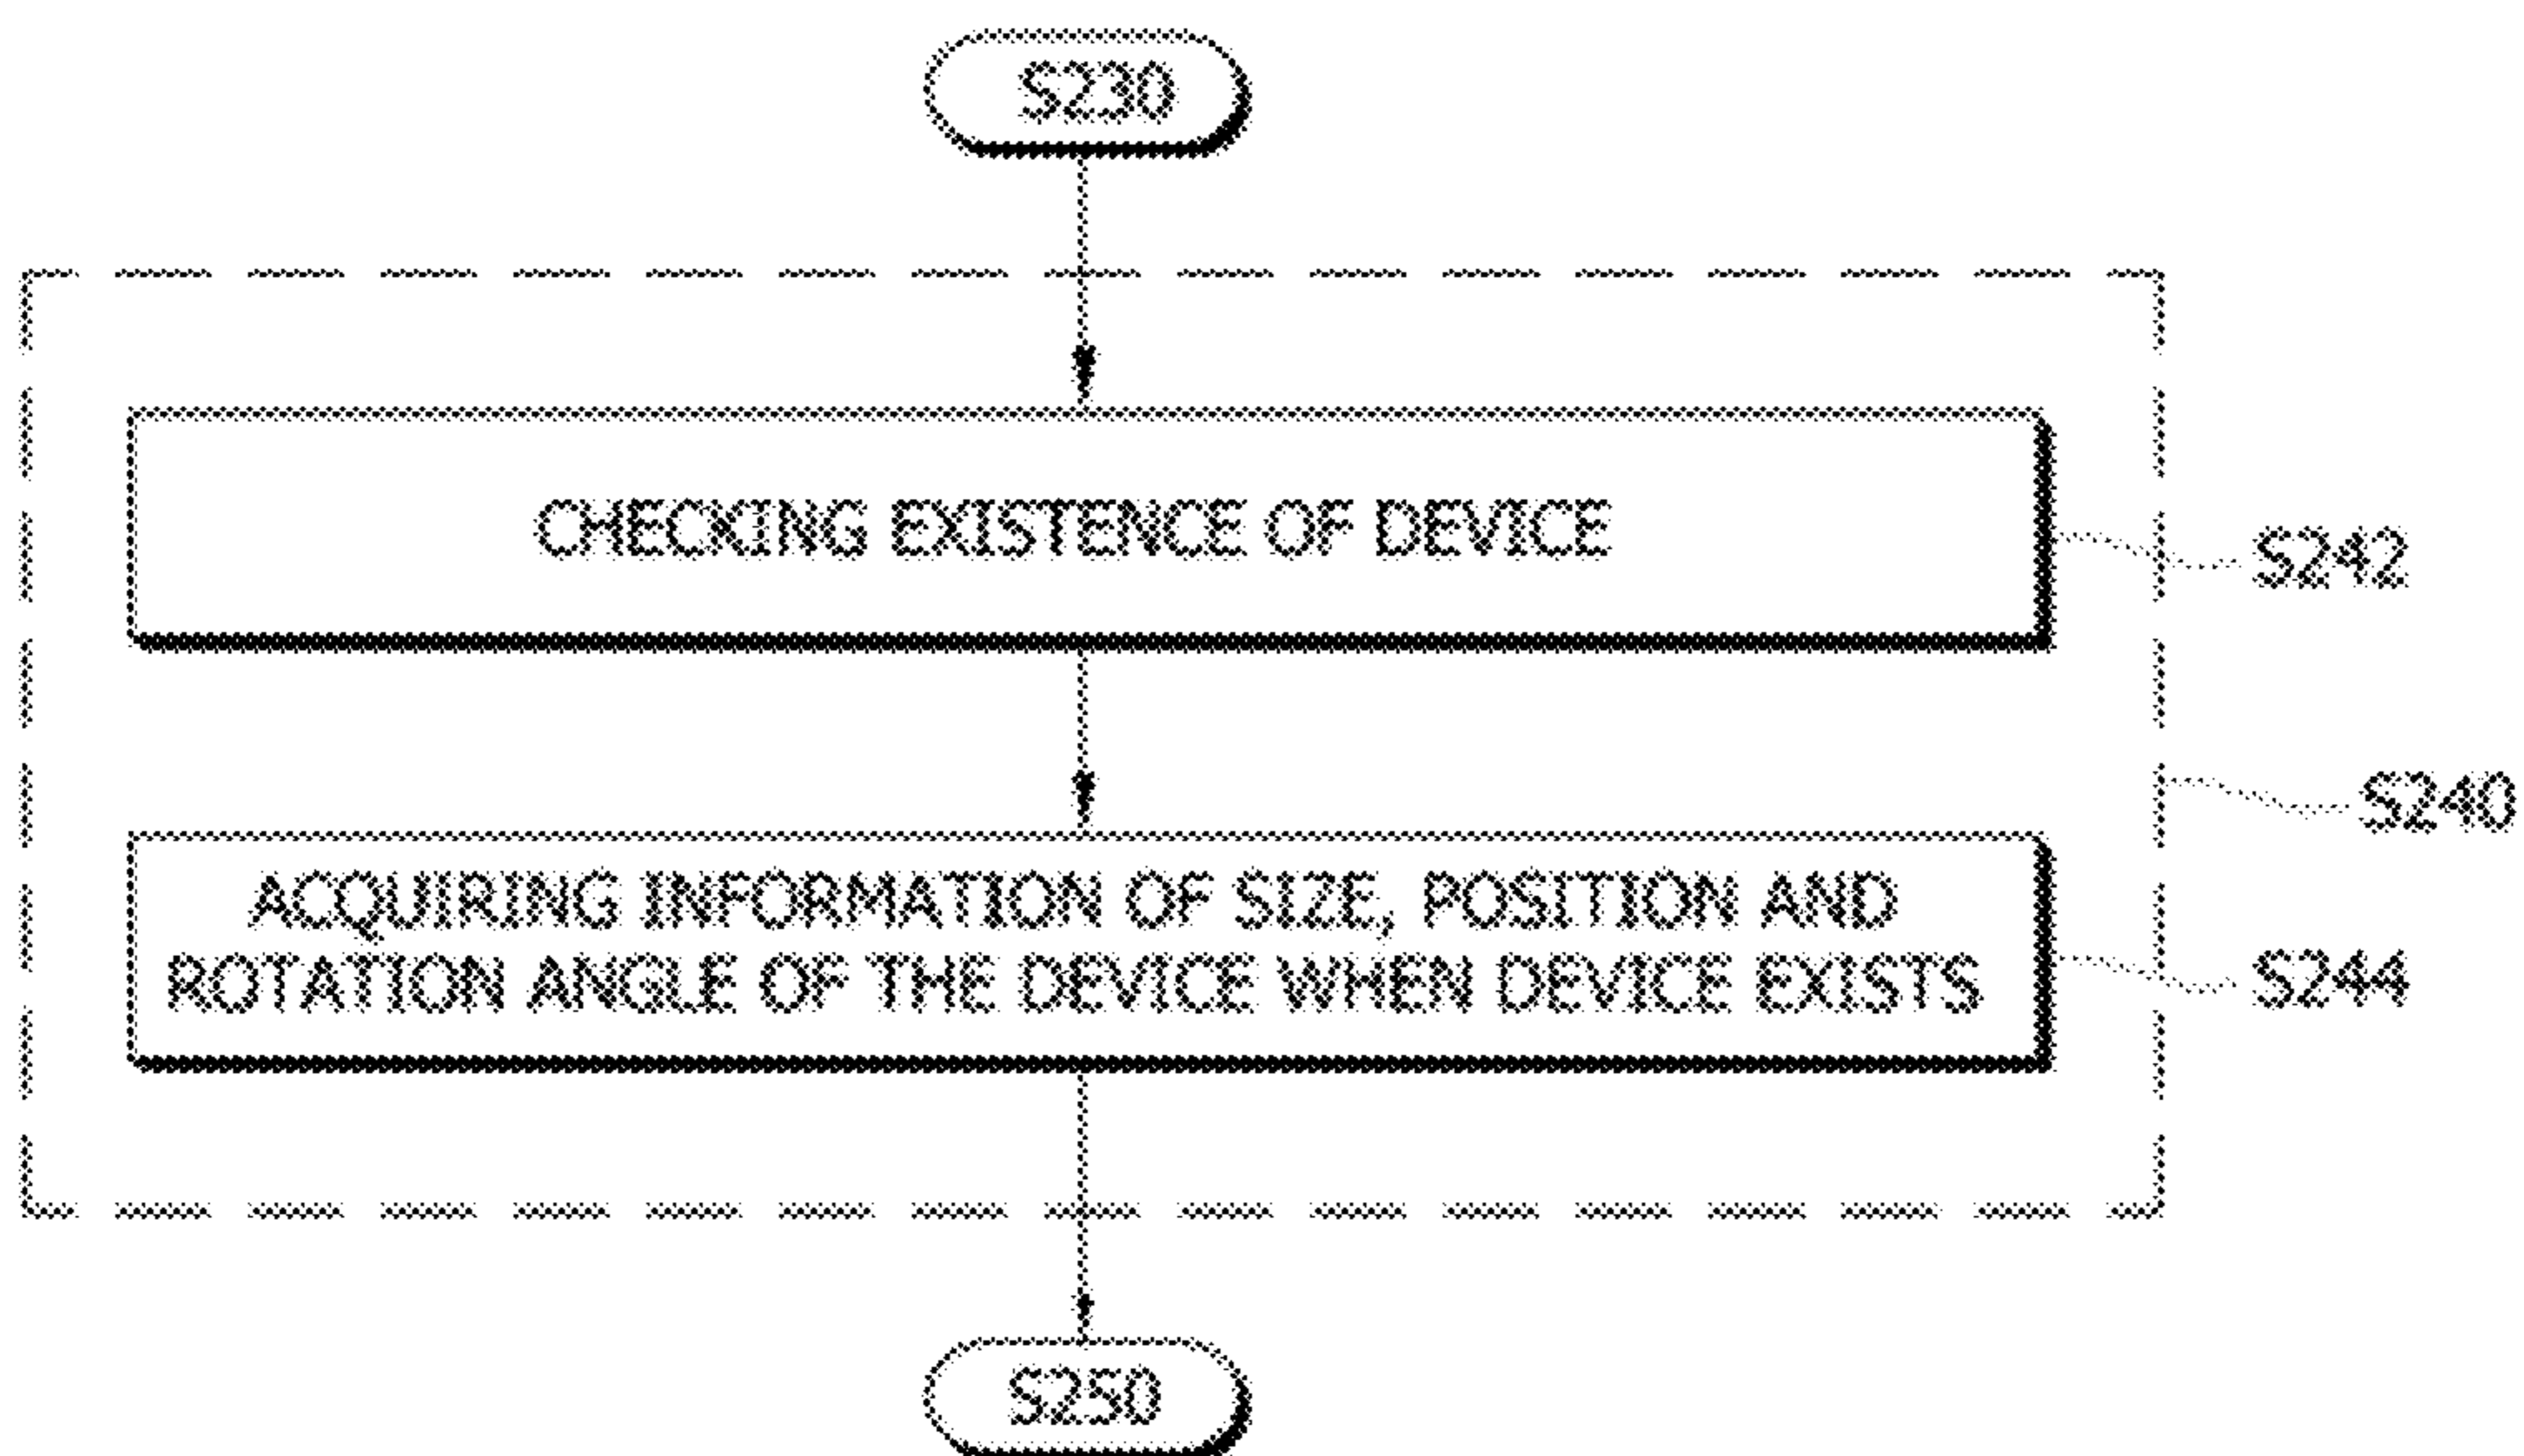 S230
CHECKING EXISTENCE OF DEVICE
S242
S240
ACQUIRING INFORMATION OF SIZE, POSITION AND
ROTATION ANGLE OF THE DEVICE WHEN DEVICE EXISTS
S244
S250